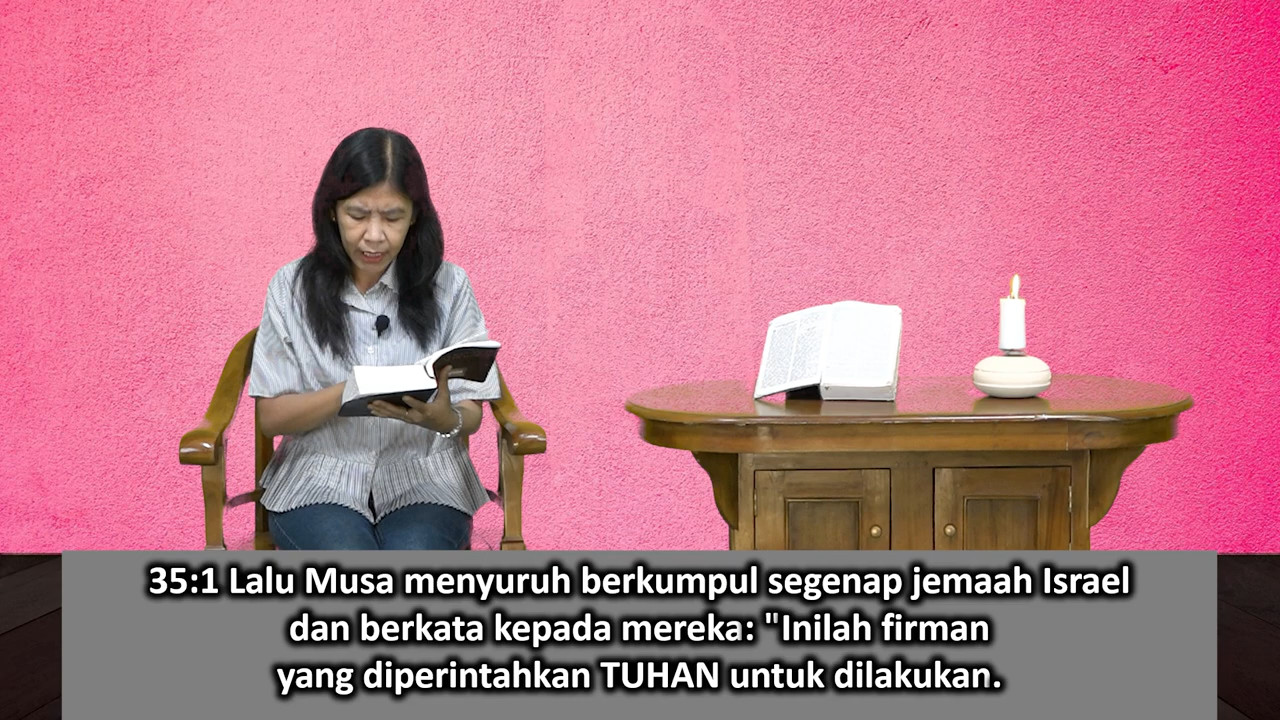 35:1 Lalu Musa menyuruh berkumpul segenap jemaah Israel
dan berkata kepada mereka: "Inilah firman
yang diperintahkan TUHAN untuk dilakukan.